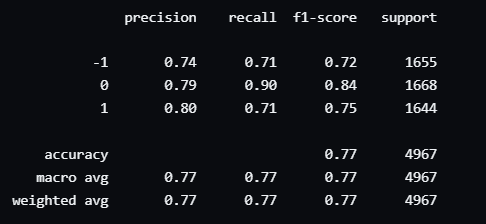 precision recall f1-score support
-1 0.74 0.71 0.72 1655
0 0.79 0.90 0.84 1668
1 0.80 0.71 0.75 1644
accuracy 0.77 4967
macro avg 0.77 0.77 0.77 4967
weighted avg 0.77 0.77 0.77 4967